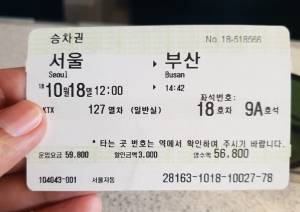 승차권 No. 18-518566
서울 ▸ 부산
Seoul Busan
18 10월 18일 12:00 ▸ 14:42
KTX 127열차 (일반실) 좌석번호: 18호차 9A호석
* 타는 곳 번호는 역에서 확인하여 주시기 바랍니다.
운임요금 59,800 할인금액 3,000 영수액 56,800
104043-001 서울자동 28163-1018-10027-78